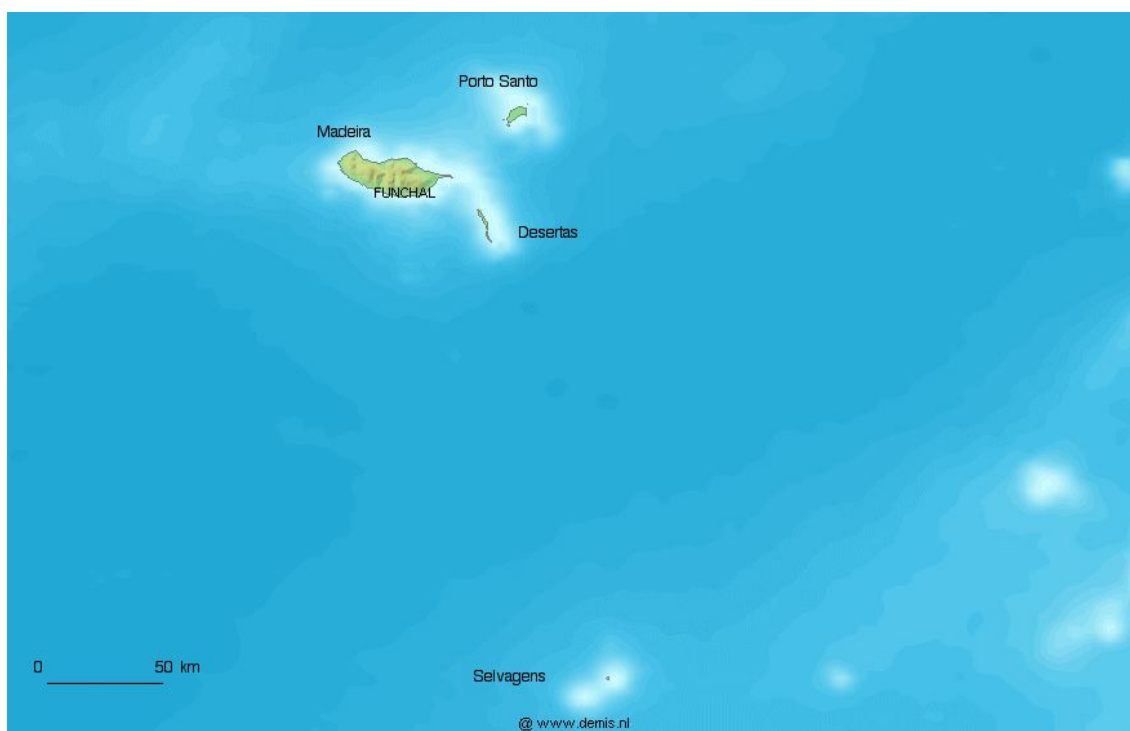 Porto Santo
Madeira
FUNCHAL
Desertas
0 50 km
Selvagens
@ www.demis.nl